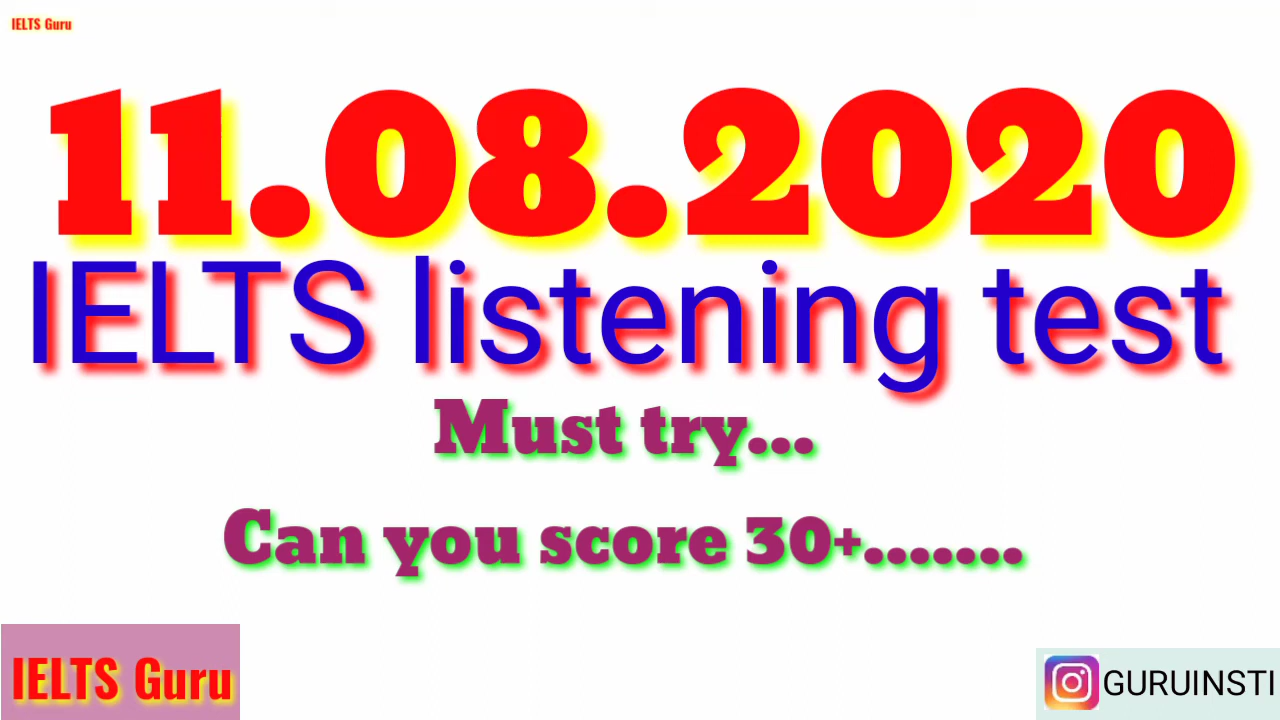 IELTS Guru
11.08.2020
IELTS listening test
Must try...
Can you score 30+.......
IELTS Guru
GURUINSTI